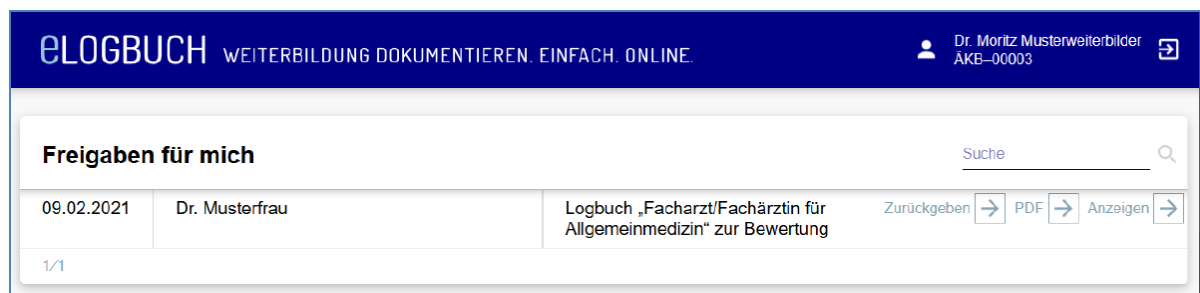 eLOGBUCH WEITERBILDUNG DOKUMENTIEREN. EINFACH. ONLINE.
Dr. Moritz Musterweiterbilder
ÄKB–00003
Freigaben für mich
Suche
09.02.2021
Dr. Musterfrau
Logbuch „Facharzt/Fachärztin für
Allgemeinmedizin“ zur Bewertung
Zurückgeben PDF Anzeigen
1/1